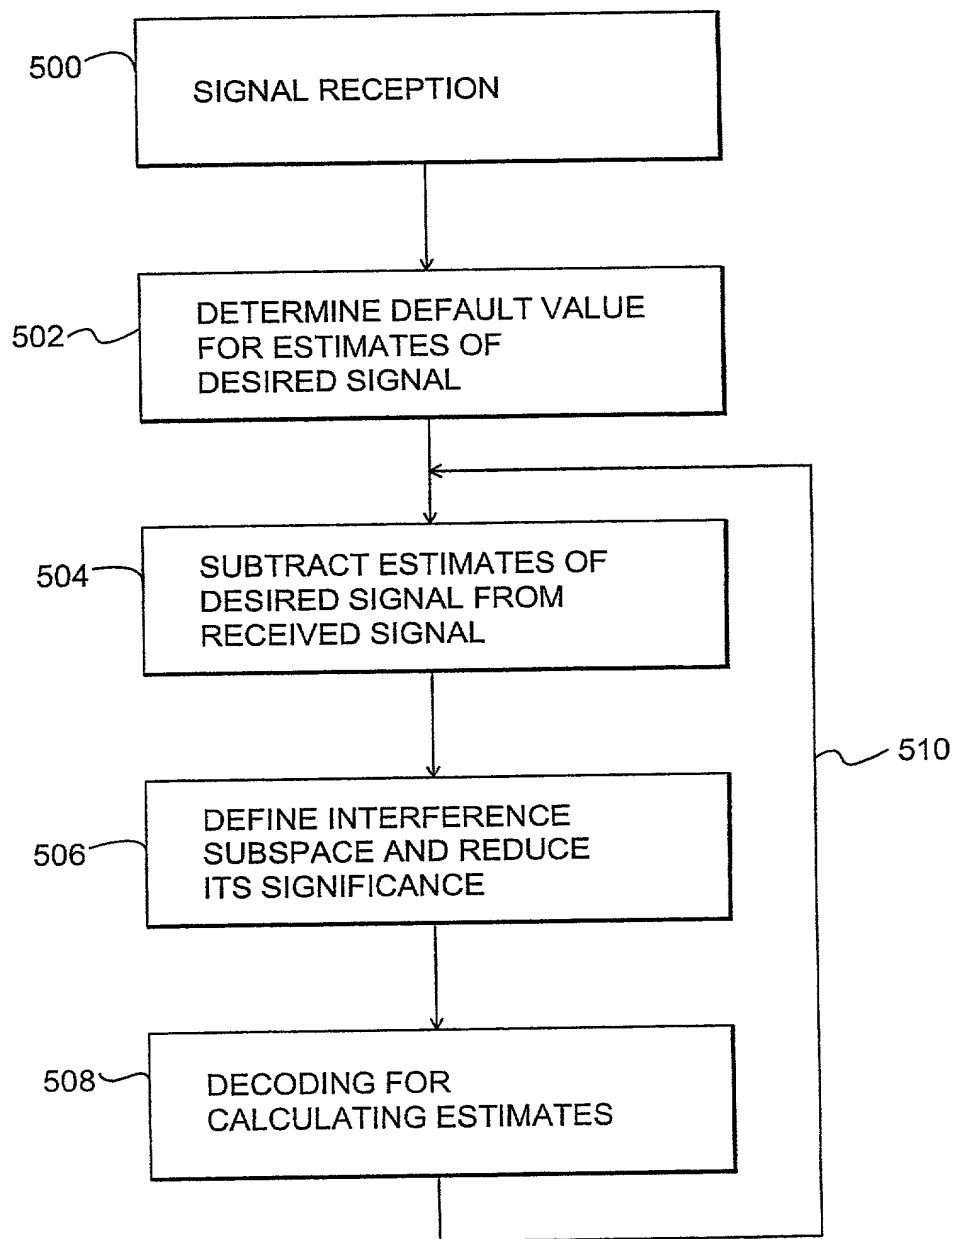 500
SIGNAL RECEPTION
502
DETERMINE DEFAULT VALUE
FOR ESTIMATES OF
DESIRED SIGNAL
504
SUBTRACT ESTIMATES OF
DESIRED SIGNAL FROM
RECEIVED SIGNAL
510
506
DEFINE INTERFERENCE
SUBSPACE AND REDUCE
ITS SIGNIFICANCE
508
DECODING FOR
CALCULATING ESTIMATES